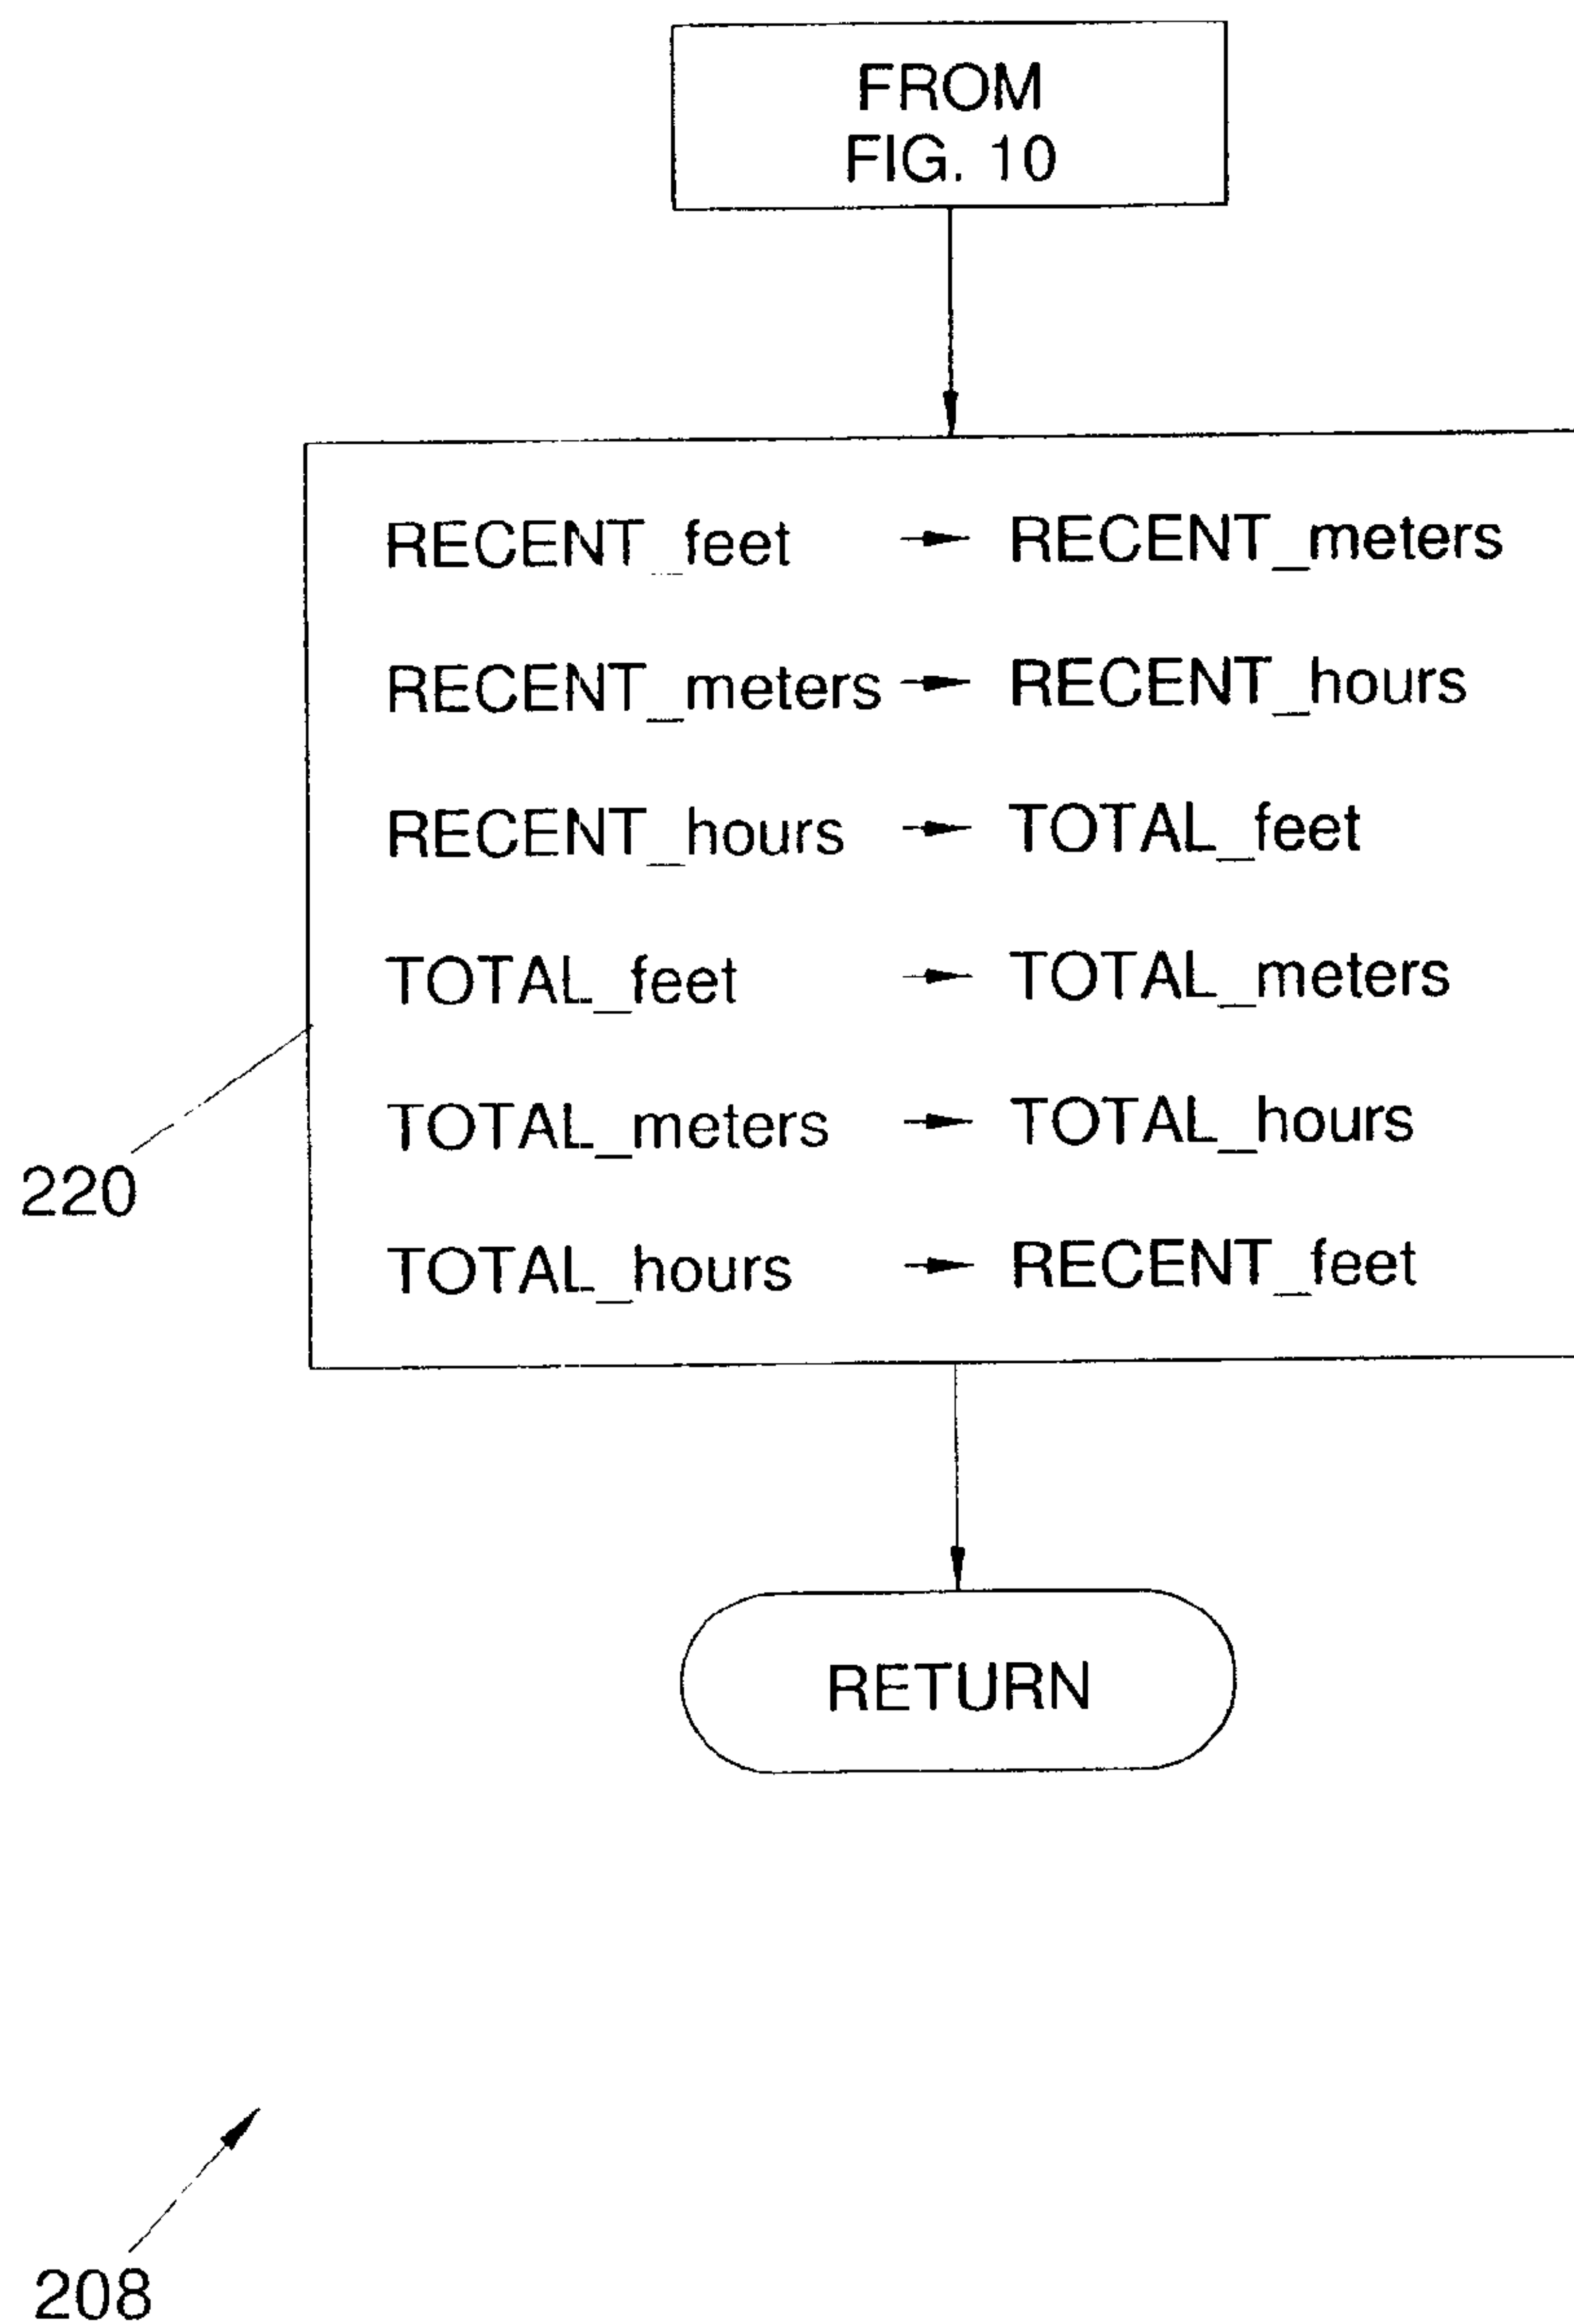 FROM
FIG. 10
RECENT_feet → RECENT_meters
RECENT_meters → RECENT_hours
RECENT_hours → TOTAL_feet
TOTAL_feet → TOTAL_meters
TOTAL_meters → TOTAL_hours
TOTAL_hours → RECENT_feet
220
RETURN
208